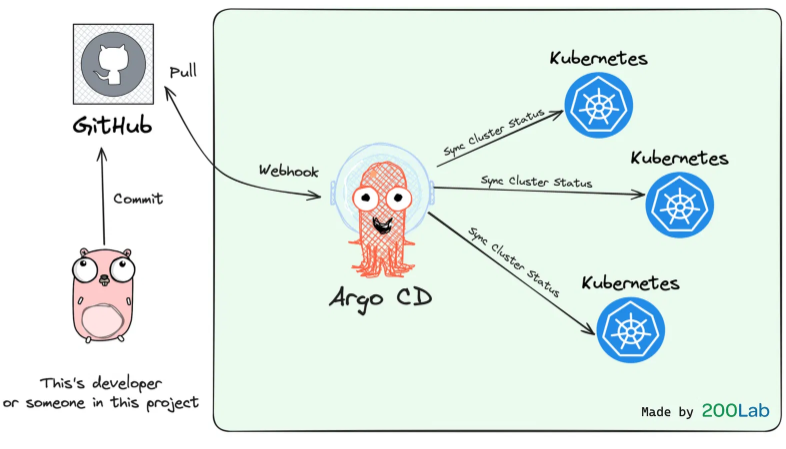 Pull
GitHub
Commit
This's developer
or someone in this project
Webhook
Argo CD
Sync Cluster Status
Kubernetes
Sync Cluster Status
Kubernetes
Sync Cluster Status
Kubernetes
Made by 200Lab